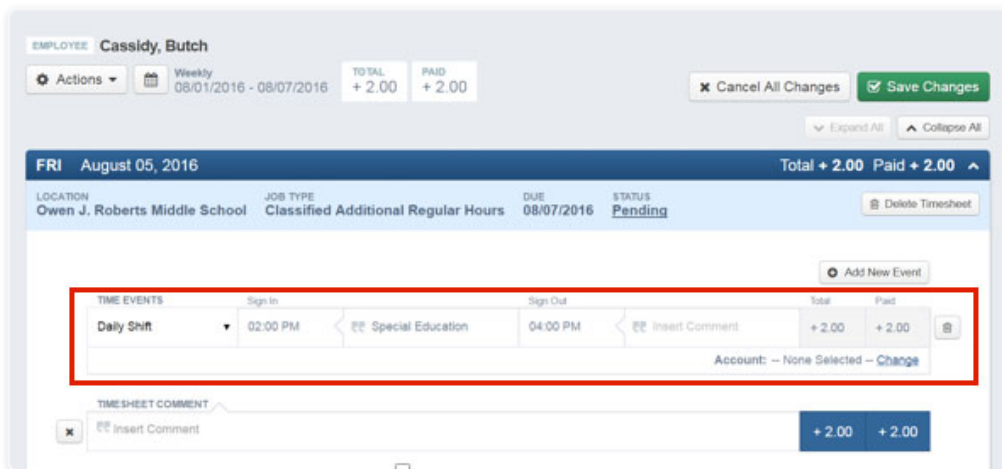 EMPLOYEE Cassidy, Butch
Actions
Weekly
08/01/2016 - 08/07/2016
TOTAL
+ 2.00
PAID
+ 2.00
Cancel All Changes
Save Changes
Expand All
Collapse All
FRI August 05, 2016 Total + 2.00 Paid + 2.00
LOCATION
Owen J. Roberts Middle School
JOB TYPE
Classified Additional Regular Hours
DUE
08/07/2016
STATUS
Pending
Delete Timesheet
Add New Event
TIME EVENTS Sign In Sign Out Total Paid
Daily Shift 02:00 PM Special Education 04:00 PM Insert Comment + 2.00 + 2.00
Account: -- None Selected -- Change
TIMESHEET COMMENT
Insert Comment + 2.00 + 2.00